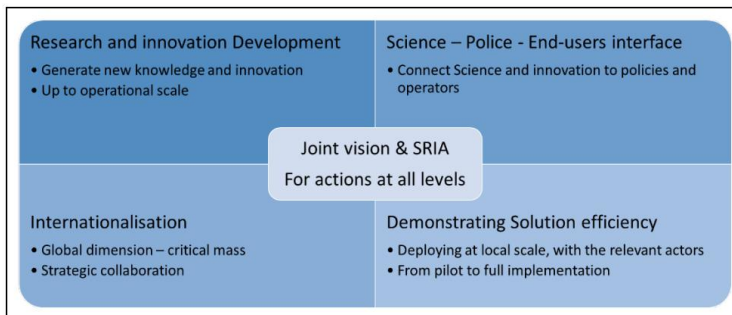 Research and innovation Development
• Generate new knowledge and innovation
• Up to operational scale
Science – Police - End-users interface
• Connect Science and innovation to policies and
operators
Joint vision & SRIA
For actions at all levels
Internationalisation
• Global dimension – critical mass
• Strategic collaboration
Demonstrating Solution efficiency
• Deploying at local scale, with the relevant actors
• From pilot to full implementation